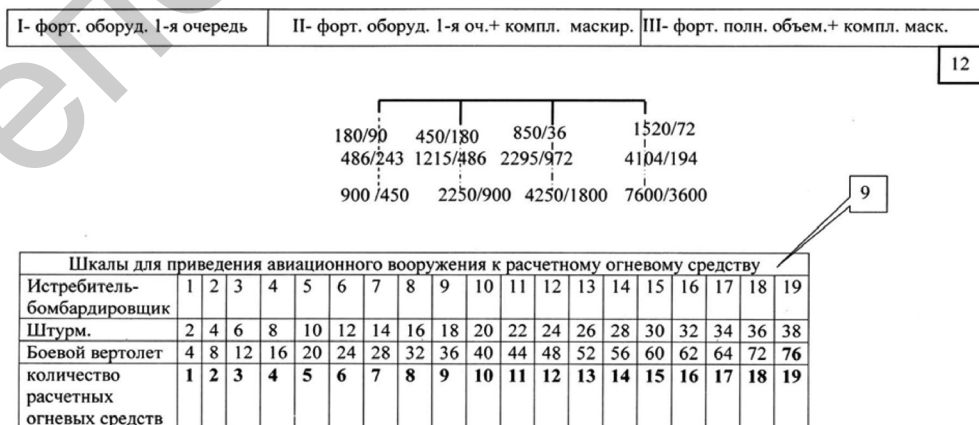 I- форт. оборуд. 1-я очередь II- форт. оборуд. 1-я оч.+ компл. маскир. III- форт. полн. объем.+ компл. маск.
12
180/90 450/180 850/36 1520/72
486/243 1215/486 2295/972 4104/194
900 /450 2250/900 4250/1800 7600/3600
9
Шкалы для приведения авиационного вооружения к расчетному огневому средству
Истребитель- 1 2 3 4 5 6 7 8 9 10 11 12 13 14 15 16 17 18 19
бомбардировщик
Штурм. 2 4 6 8 10 12 14 16 18 20 22 24 26 28 30 32 34 36 38
Боевой вертолет 4 8 12 16 20 24 28 32 36 40 44 48 52 56 60 62 64 72 76
количество 1 2 3 4 5 6 7 8 9 10 11 12 13 14 15 16 17 18 19
расчетных
огневых средств